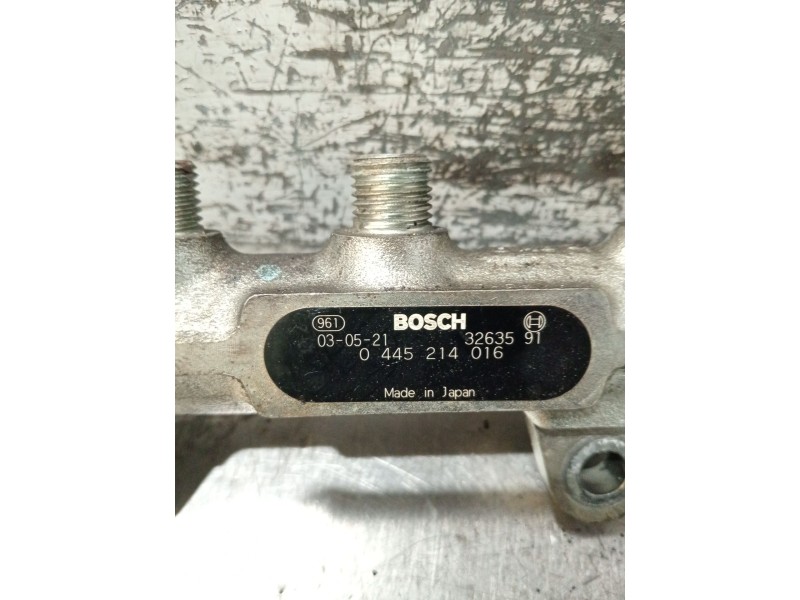 961 BOSCH
03-05-21 32635 91
0 445 214 016
Made in Japan